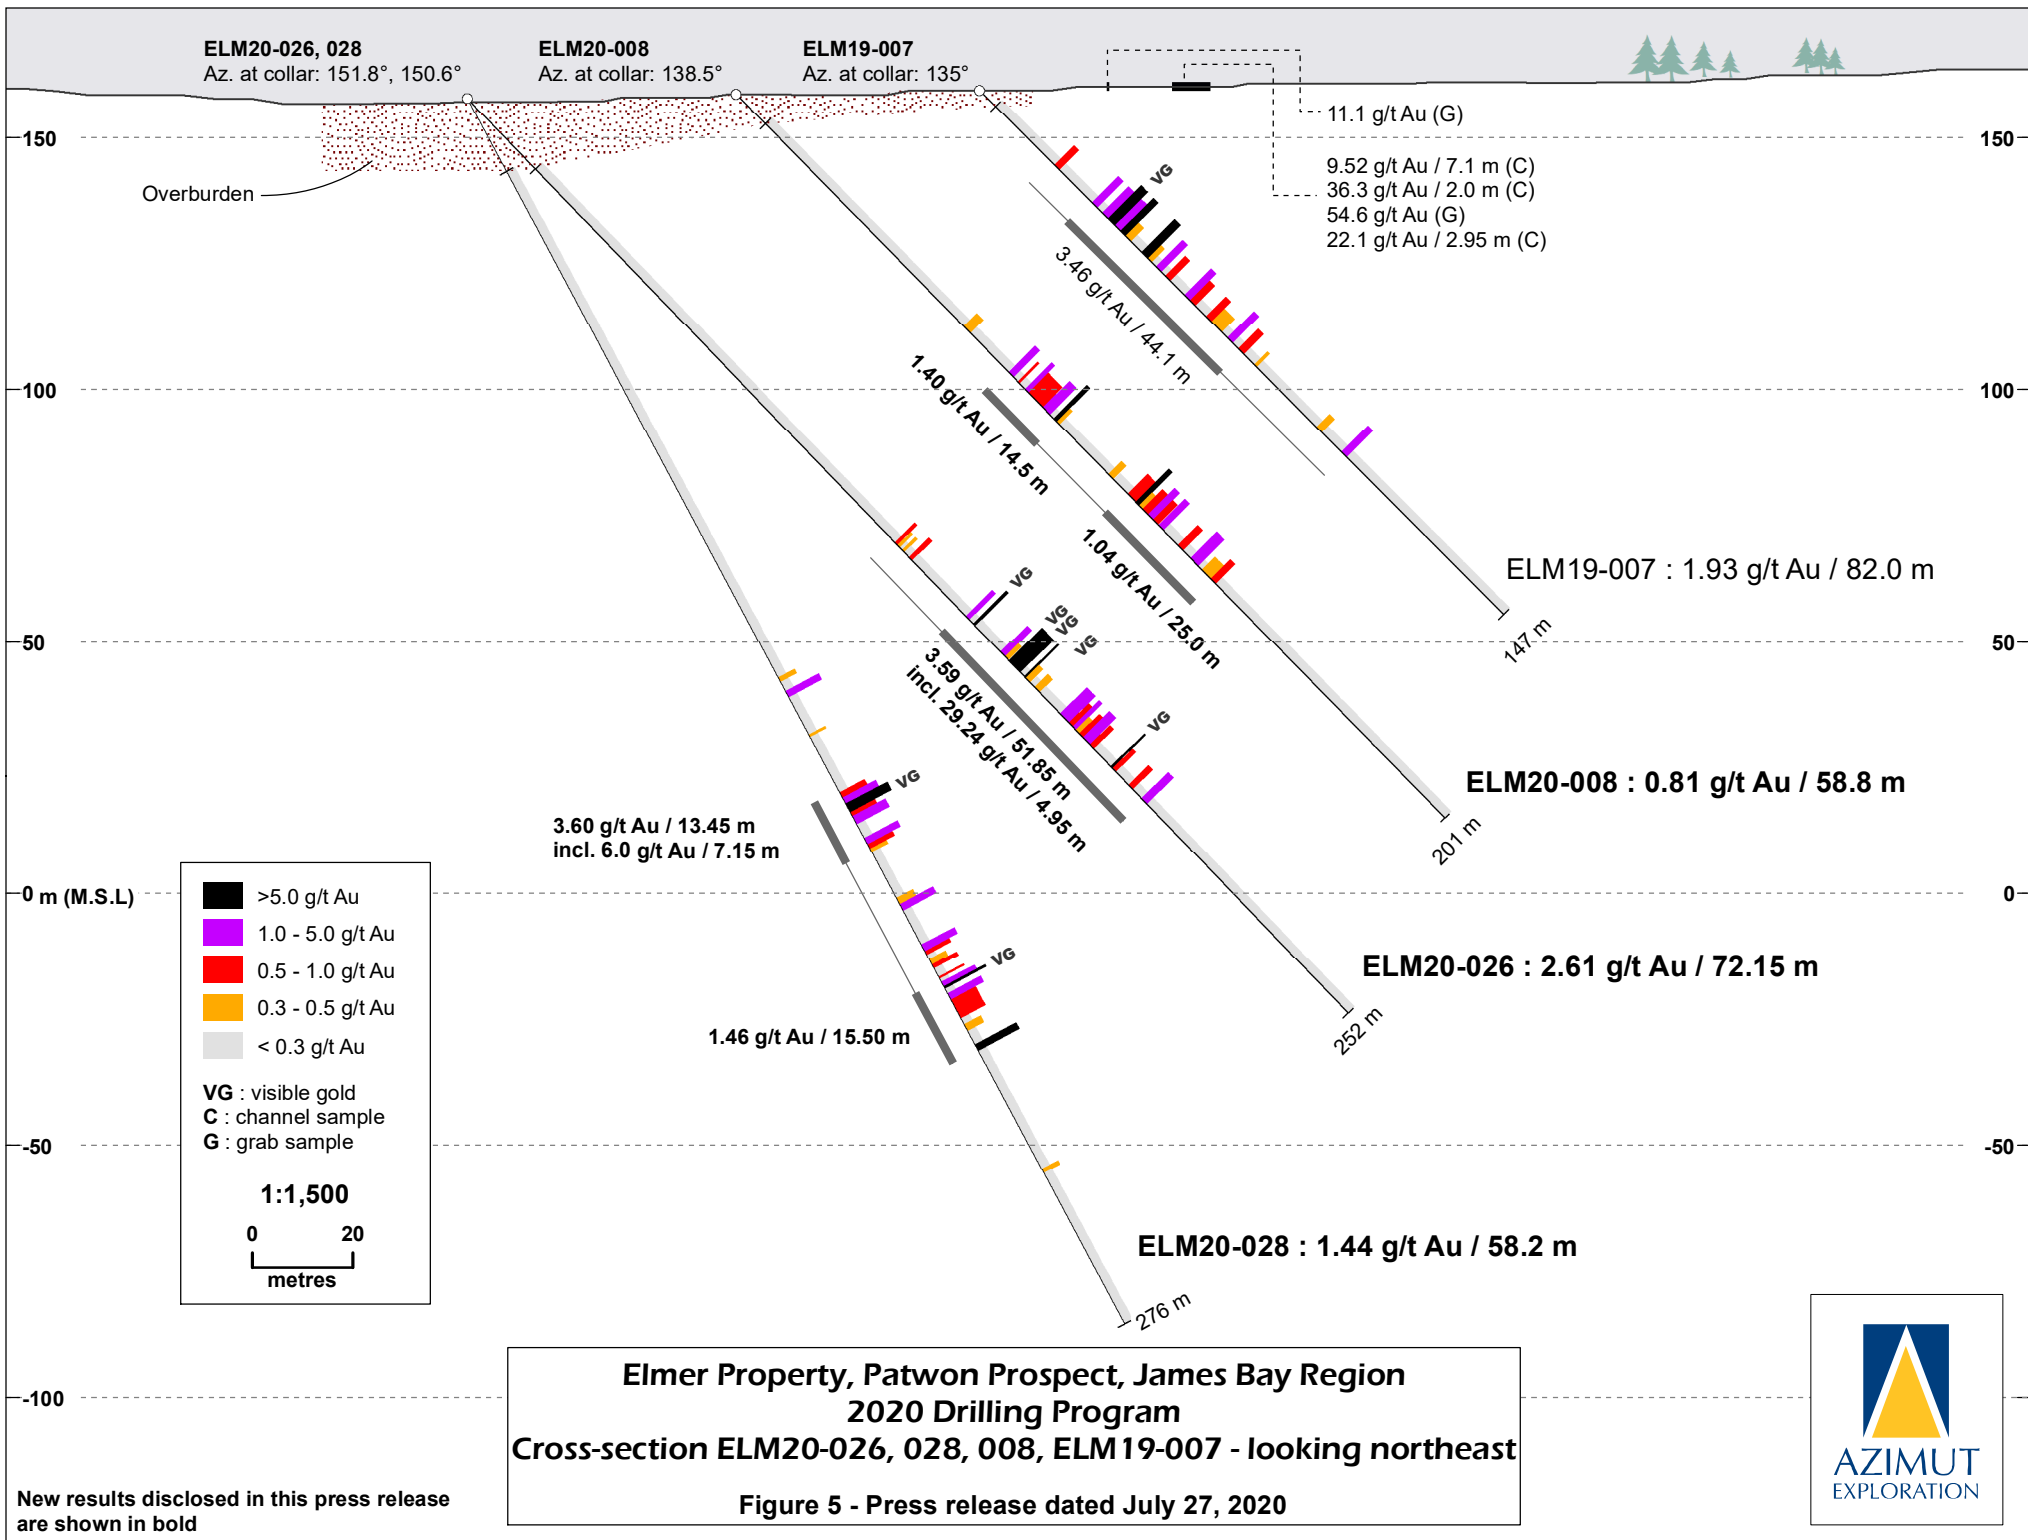 ELM20-026, 028
Az. at collar: 151.8°, 150.6°
ELM20-008
Az. at collar: 138.5°
ELM19-007
Az. at collar: 135°
11.1 g/t Au (G)
9.52 g/t Au / 7.1 m (C)
36.3 g/t Au / 2.0 m (C)
54.6 g/t Au (G)
22.1 g/t Au / 2.95 m (C)
150
150
Overburden
VG
3.46 g/t Au / 44.1 m
100
100
1.40 g/t Au / 14.5 m
1.04 g/t Au / 25.0 m
ELM19-007 : 1.93 g/t Au / 82.0 m
147 m
50
50
VG
VG
VG
VG
VG
3.59 g/t Au / 51.85 m
incl. 29.24 g/t Au / 4.95 m
ELM20-008 : 0.81 g/t Au / 58.8 m
201 m
VG
3.60 g/t Au / 13.45 m
incl. 6.0 g/t Au / 7.15 m
0 m (M.S.L)
0
ELM20-026 : 2.61 g/t Au / 72.15 m
252 m
VG
1.46 g/t Au / 15.50 m
>5.0 g/t Au
1.0 - 5.0 g/t Au
0.5 - 1.0 g/t Au
0.3 - 0.5 g/t Au
< 0.3 g/t Au
VG : visible gold
C : channel sample
G : grab sample
1:1,500
0 20
metres
-50
-50
ELM20-028 : 1.44 g/t Au / 58.2 m
276 m
-100
Elmer Property, Patwon Prospect, James Bay Region
2020 Drilling Program
Cross-section ELM20-026, 028, 008, ELM19-007 - looking northeast
Figure 5 - Press release dated July 27, 2020
AZIMUT
EXPLORATION
New results disclosed in this press release
are shown in bold